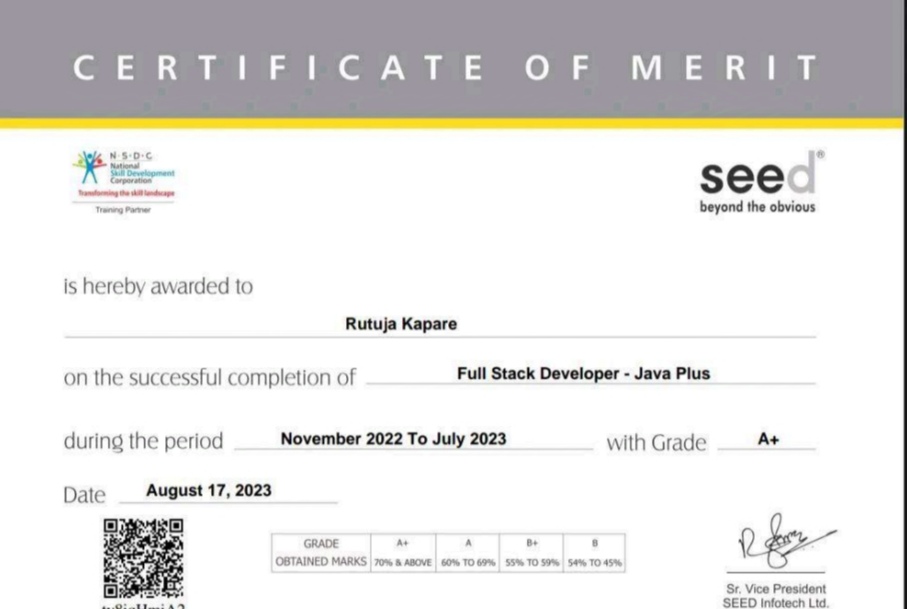 CERTIFICATE OF MERIT
N·S·D·C
National
Skill Development
Corporation
Transforming the skill landscape
Training Partner
seed®
beyond the obvious
is hereby awarded to
Rutuja Kapare
on the successful completion of Full Stack Developer - Java Plus
during the period November 2022 To July 2023 with Grade A+
Date August 17, 2023
GRADE A+ A B+ B
OBTAINED MARKS 70% & ABOVE 60% TO 69% 55% TO 59% 54% TO 45%
Sr. Vice President
SEED Infotech Ltd.